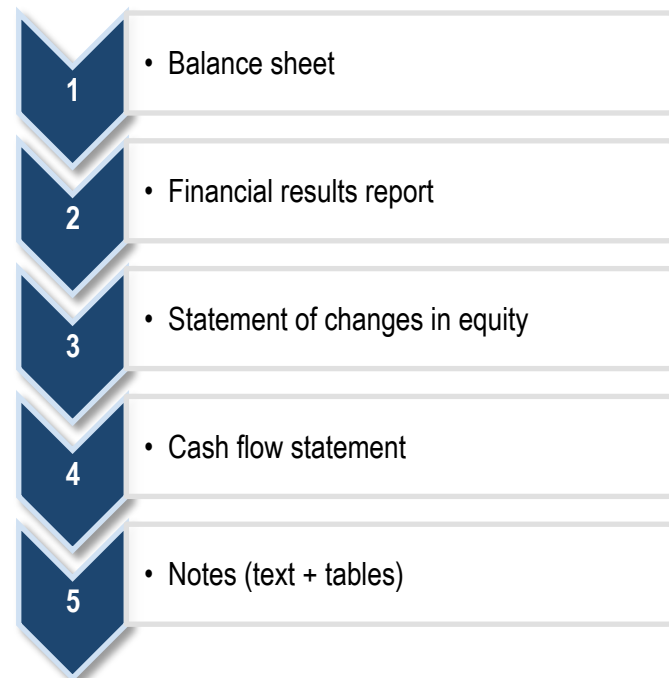 1
• Balance sheet
2
• Financial results report
3
• Statement of changes in equity
4
• Cash flow statement
5
• Notes (text + tables)